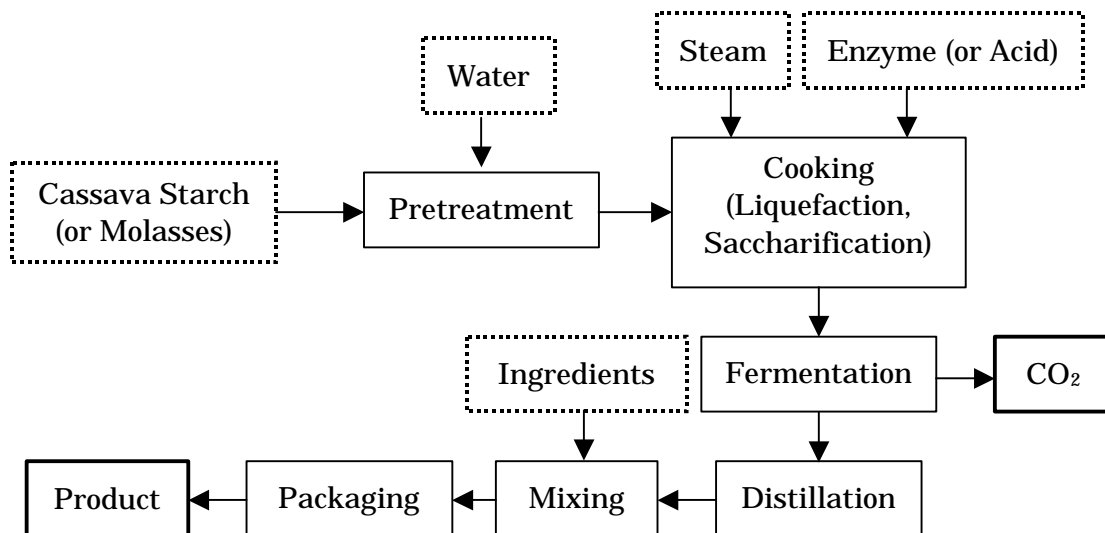 Steam
Enzyme (or Acid)
Water
Cassava Starch
(or Molasses)
Pretreatment
Cooking
(Liquefaction,
Saccharification)
Ingredients
Fermentation
CO₂
Product
Packaging
Mixing
Distillation